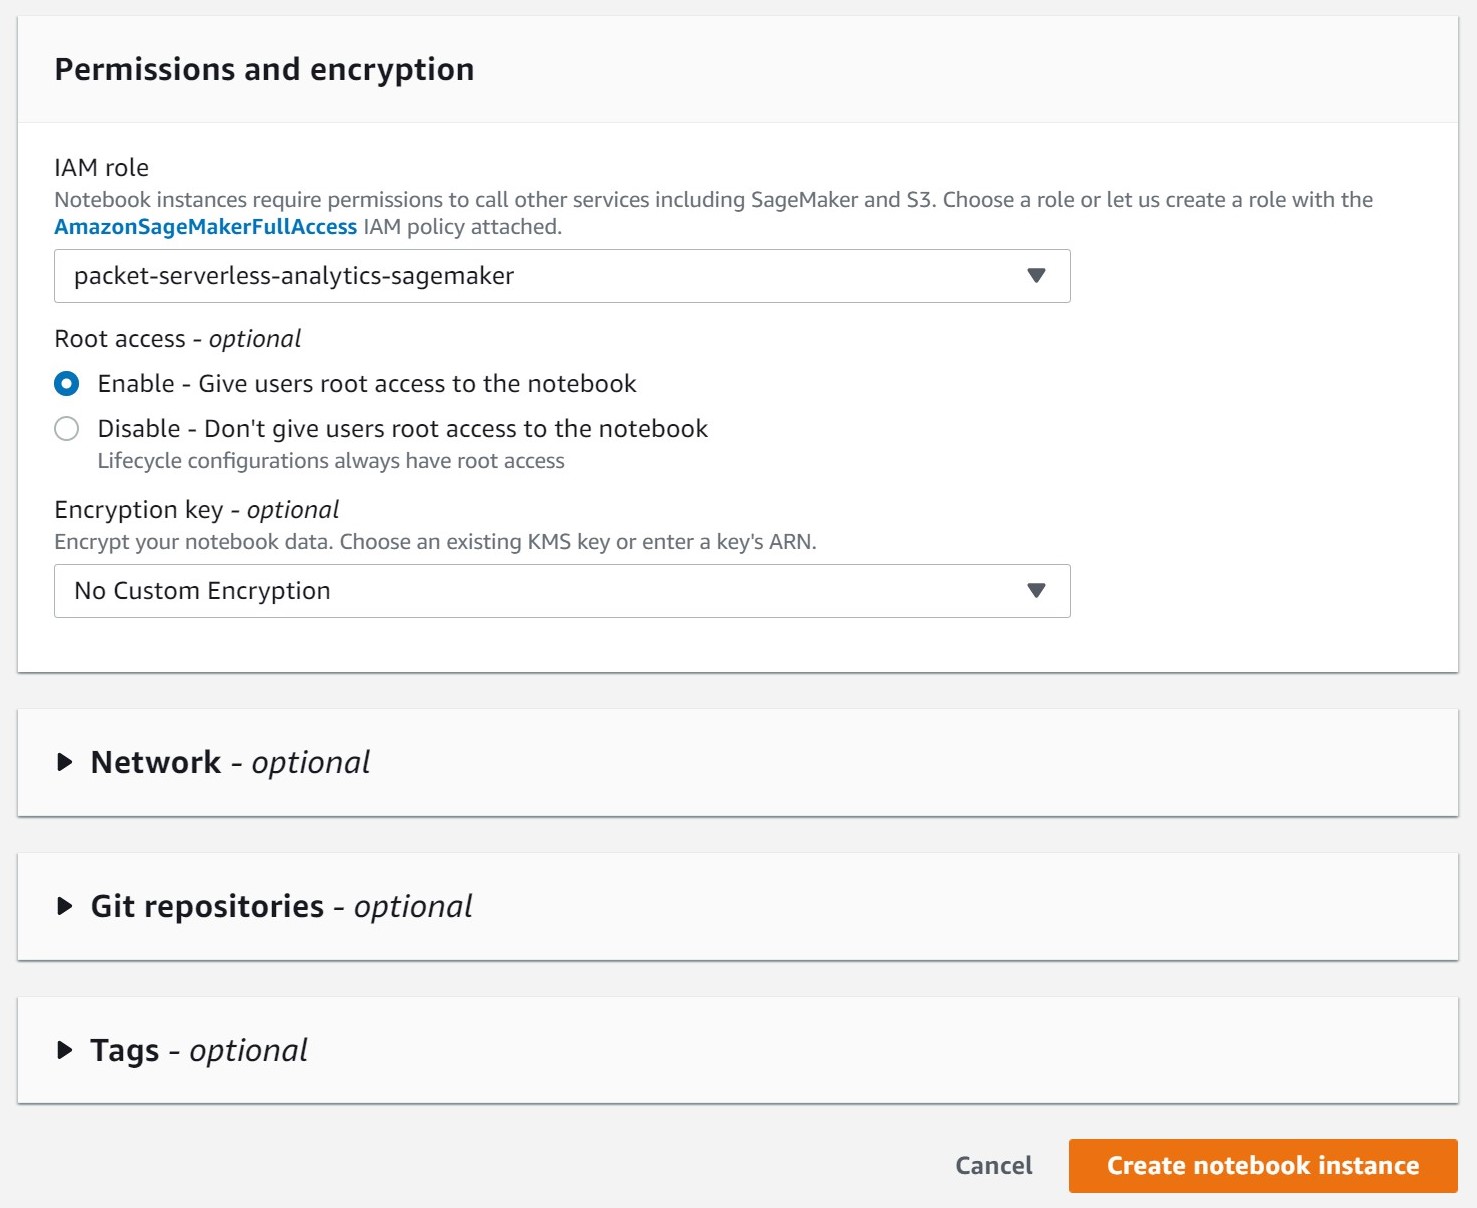 Permissions and encryption
IAM role
Notebook instances require permissions to call other services including SageMaker and S3. Choose a role or let us create a role with the
AmazonSageMakerFullAccess IAM policy attached.
packet-serverless-analytics-sagemaker
Root access - optional
Enable - Give users root access to the notebook
Disable - Don't give users root access to the notebook
Lifecycle configurations always have root access
Encryption key - optional
Encrypt your notebook data. Choose an existing KMS key or enter a key's ARN.
No Custom Encryption
Network - optional
Git repositories - optional
Tags - optional
Cancel
Create notebook instance